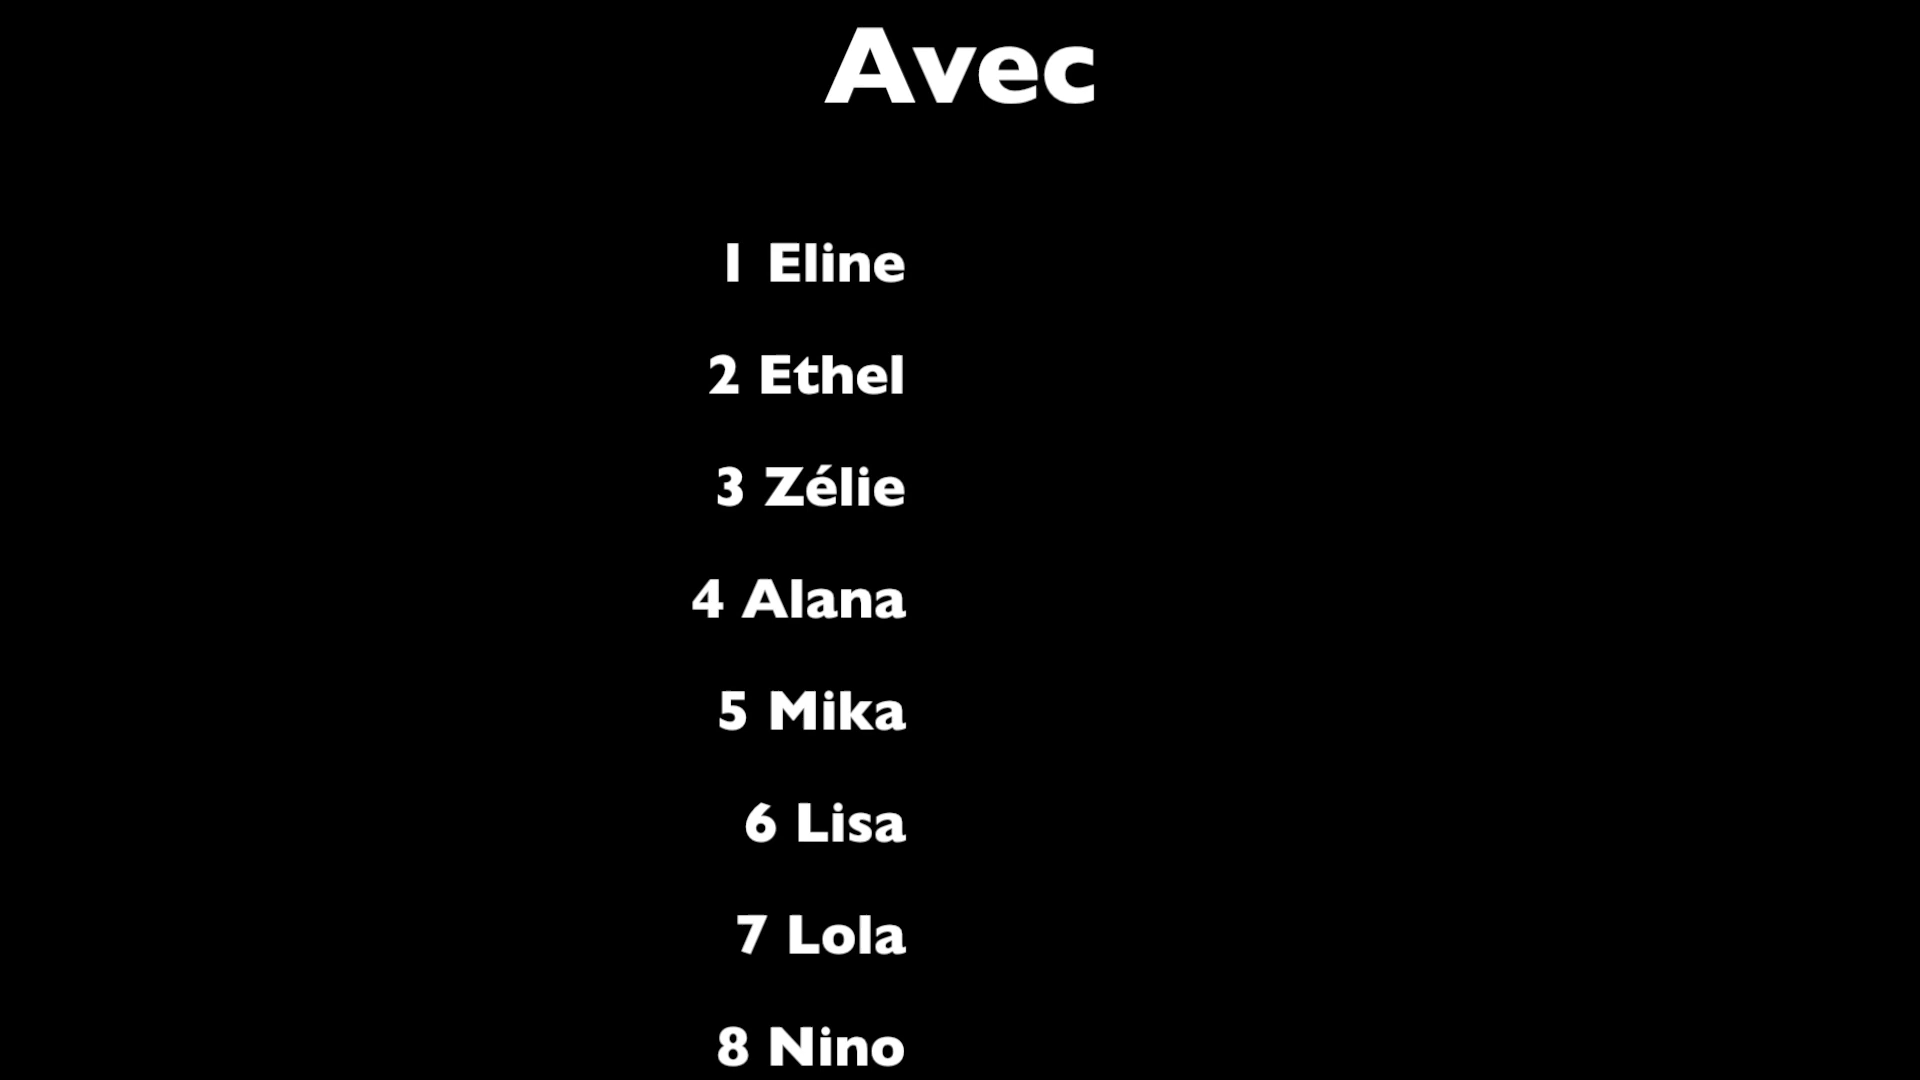 Avec
1 Eline
2 Ethel
3 Zélie
4 Alana
5 Mika
6 Lisa
7 Lola
8 Nino